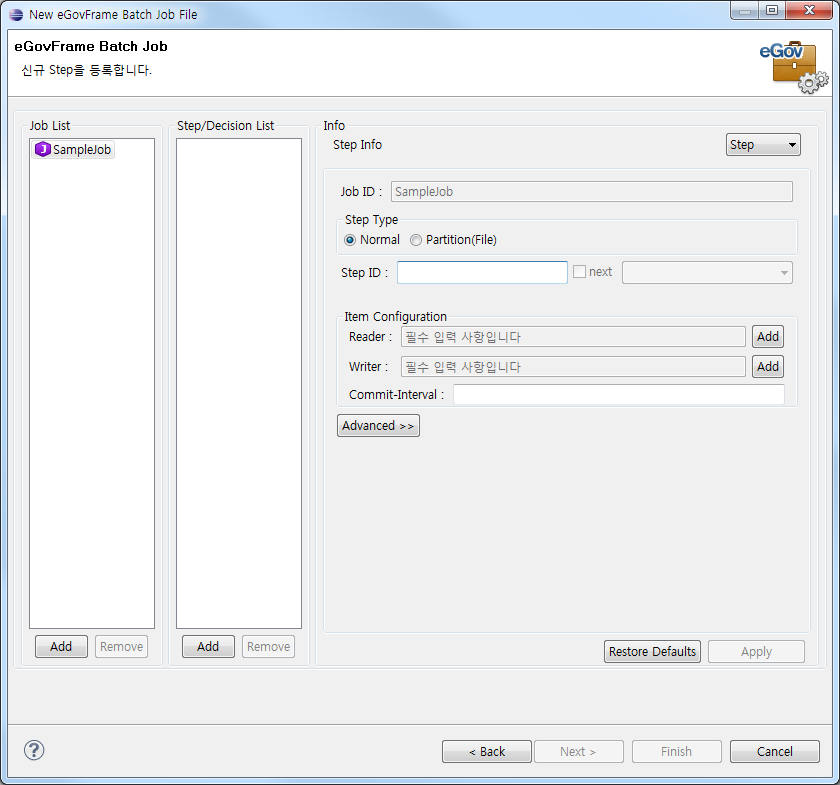 New eGovFrame Batch Job File
eGovFrame Batch Job
신규 Step을 등록합니다.
eGov
Job List
J SampleJob
Add
Remove
Step/Decision List
Add
Remove
Info
Step Info
Step
Job ID :
SampleJob
Step Type
Normal
Partition(File)
Step ID :
next
Item Configuration
Reader :
필수 입력 사항입니다
Add
Writer :
필수 입력 사항입니다
Add
Commit-Interval :
Advanced >>
Restore Defaults
Apply
?
< Back
Next >
Finish
Cancel